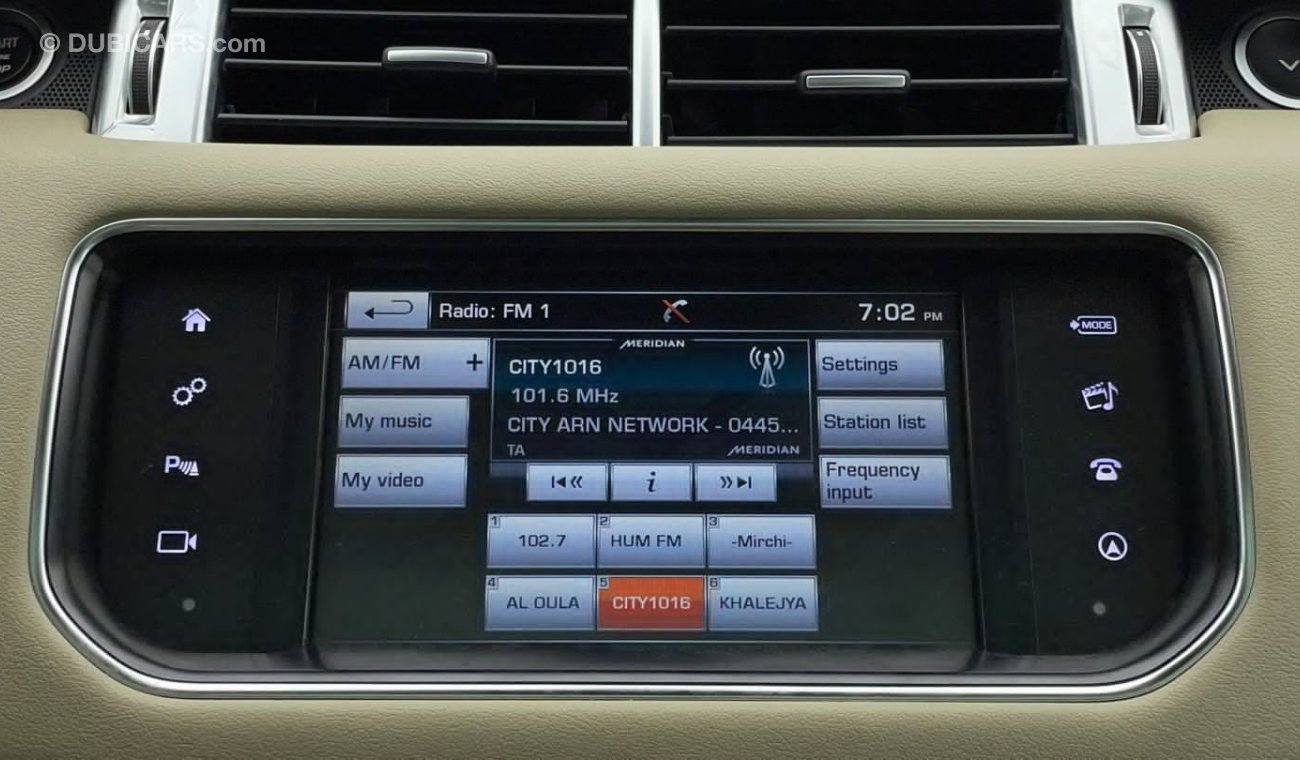 © DUBICARS.com
Radio: FM 1
7:02 PM
MERIDIAN
AM/FM +
CITY1016
Settings
101.6 MHz
My music
CITY ARN NETWORK - 0445...
Station list
TA
MERIDIAN
My video
i
Frequency
input
1 102.7
2 HUM FM
3 -Mirchi-
4 AL OULA
5 CITY1016
6 KHALEJYA
MODE
P